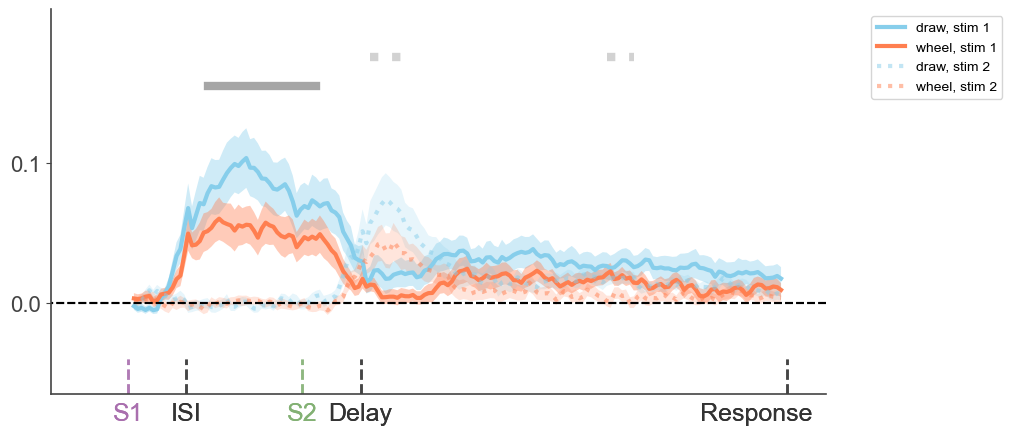 draw, stim 1
wheel, stim 1
draw, stim 2
wheel, stim 2
0.1
0.0
S1 ISI S2 Delay Response